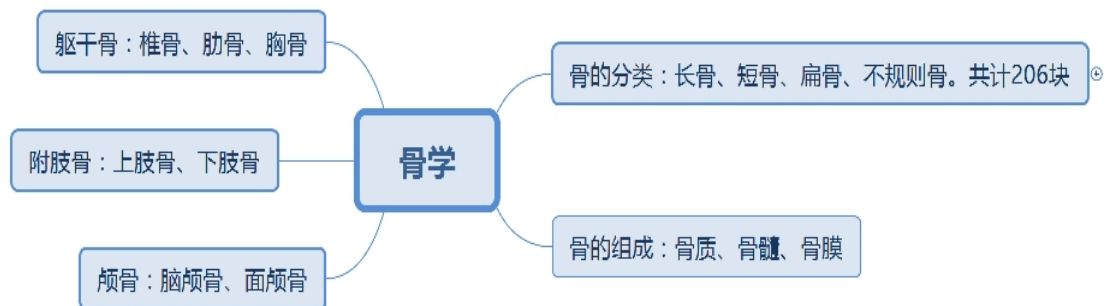 躯干骨：椎骨、肋骨、胸骨
骨的分类：长骨、短骨、扁骨、不规则骨。共计206块
附肢骨：上肢骨、下肢骨
骨学
颅骨：脑颅骨、面颅骨
骨的组成：骨质、骨髓、骨膜